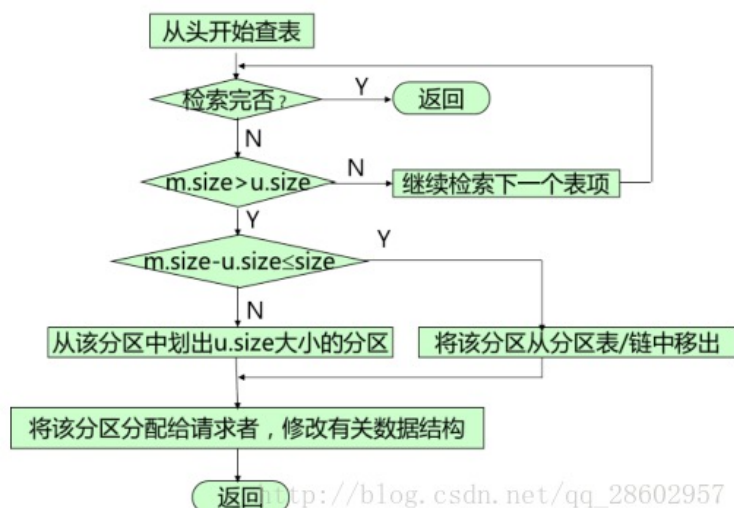 从头开始查表
检索完否？
Y
返回
N
m.size>u.size
N
继续检索下一个表项
Y
Y
m.size-u.size≤size
N
从该分区中划出u.size大小的分区
将该分区从分区表/链中移出
将该分区分配给请求者，修改有关数据结构
返回
http://blog.csdn.net/qq_28602957